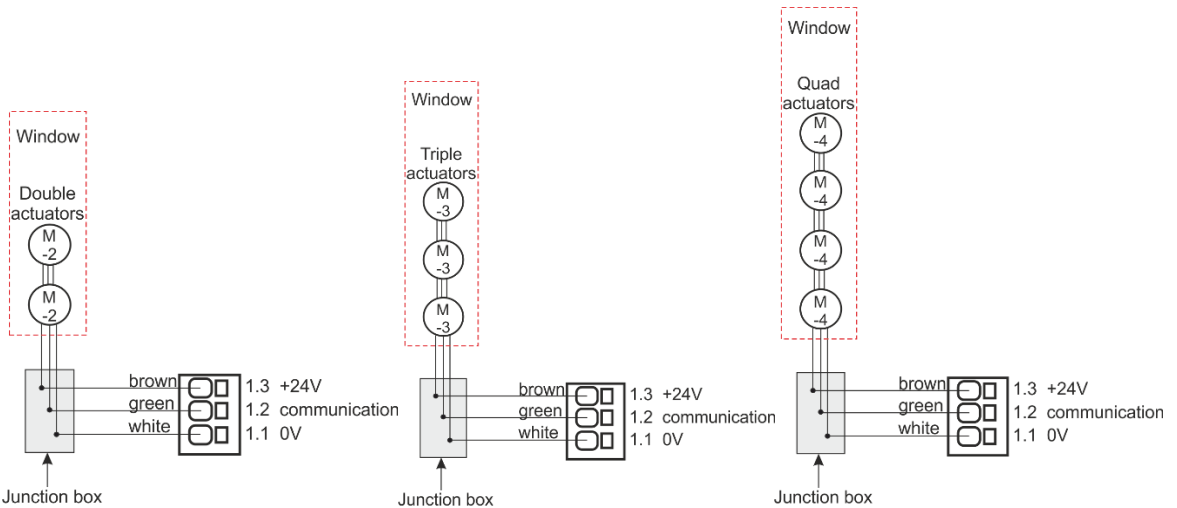 Window
Double
actuators
M
-2
M
-2
brown
green
white
1.3 +24V
1.2 communication
1.1 0V
Junction box
Window
Triple
actuators
M
-3
M
-3
M
-3
brown
green
white
1.3 +24V
1.2 communication
1.1 0V
Junction box
Window
Quad
actuators
M
-4
M
-4
M
-4
M
-4
brown
green
white
1.3 +24V
1.2 communication
1.1 0V
Junction box